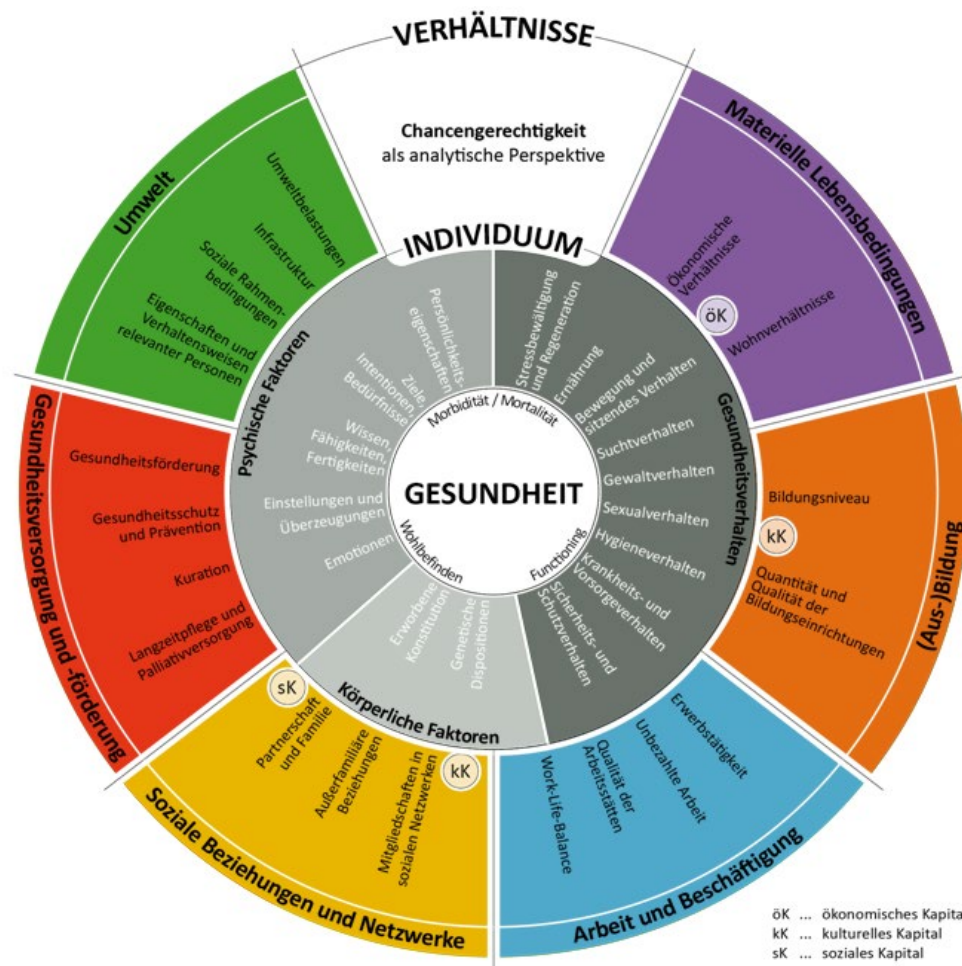 VERHÄLTNISSE
Chancengerechtigkeit
als analytische Perspektive
INDIVIDUUM
Materielle Lebensbedingungen
Ökonomische
Verhältnisse
öK
Wohnverhältnisse
(Aus-)Bildung
Bildungsniveau
kK
Quantität und
Qualität der
Bildungseinrichtungen
Arbeit und Beschäftigung
Erwerbstätigkeit
Unbezahlte Arbeit
Qualität der
Arbeitsstätten
Work-Life-Balance
Soziale Beziehungen und Netzwerke
kK
Mitgliedschaften in
sozialen Netzwerken
Außerfamiliäre
Beziehungen
Partnerschaft
und Familie
sK
Gesundheitsversorgung und -förderung
Gesundheitsförderung
Gesundheitsschutz
und Prävention
Kuration
Langzeitpflege und
Palliativversorgung
Umwelt
Umweltbelastungen
Infrastruktur
Soziale Rahmen-
bedingungen
Eigenschaften und
Verhaltensweisen
relevanter Personen
Gesundheitsverhalten
Stressbewältigung
und Regeneration
Ernährung
Bewegung und
sitzendes Verhalten
Suchtverhalten
Gewaltverhalten
Sexualverhalten
Hygieneverhalten
Krankheits- und
Vorsorgeverhalten
Sicherheits- und
Schutzverhalten
Körperliche Faktoren
Genetische
Dispositionen
Erworbene
Konstitution
Psychische Faktoren
Persönlichkeits-
eigenschaften
Ziele,
Intentionen,
Bedürfnisse
Wissen,
Fähigkeiten,
Fertigkeiten
Einstellungen und
Überzeugungen
Emotionen
Morbidität / Mortalität
GESUNDHEIT
Wohlbefinden
Functioning
öK ... ökonomisches Kapital
kK ... kulturelles Kapital
sK ... soziales Kapital